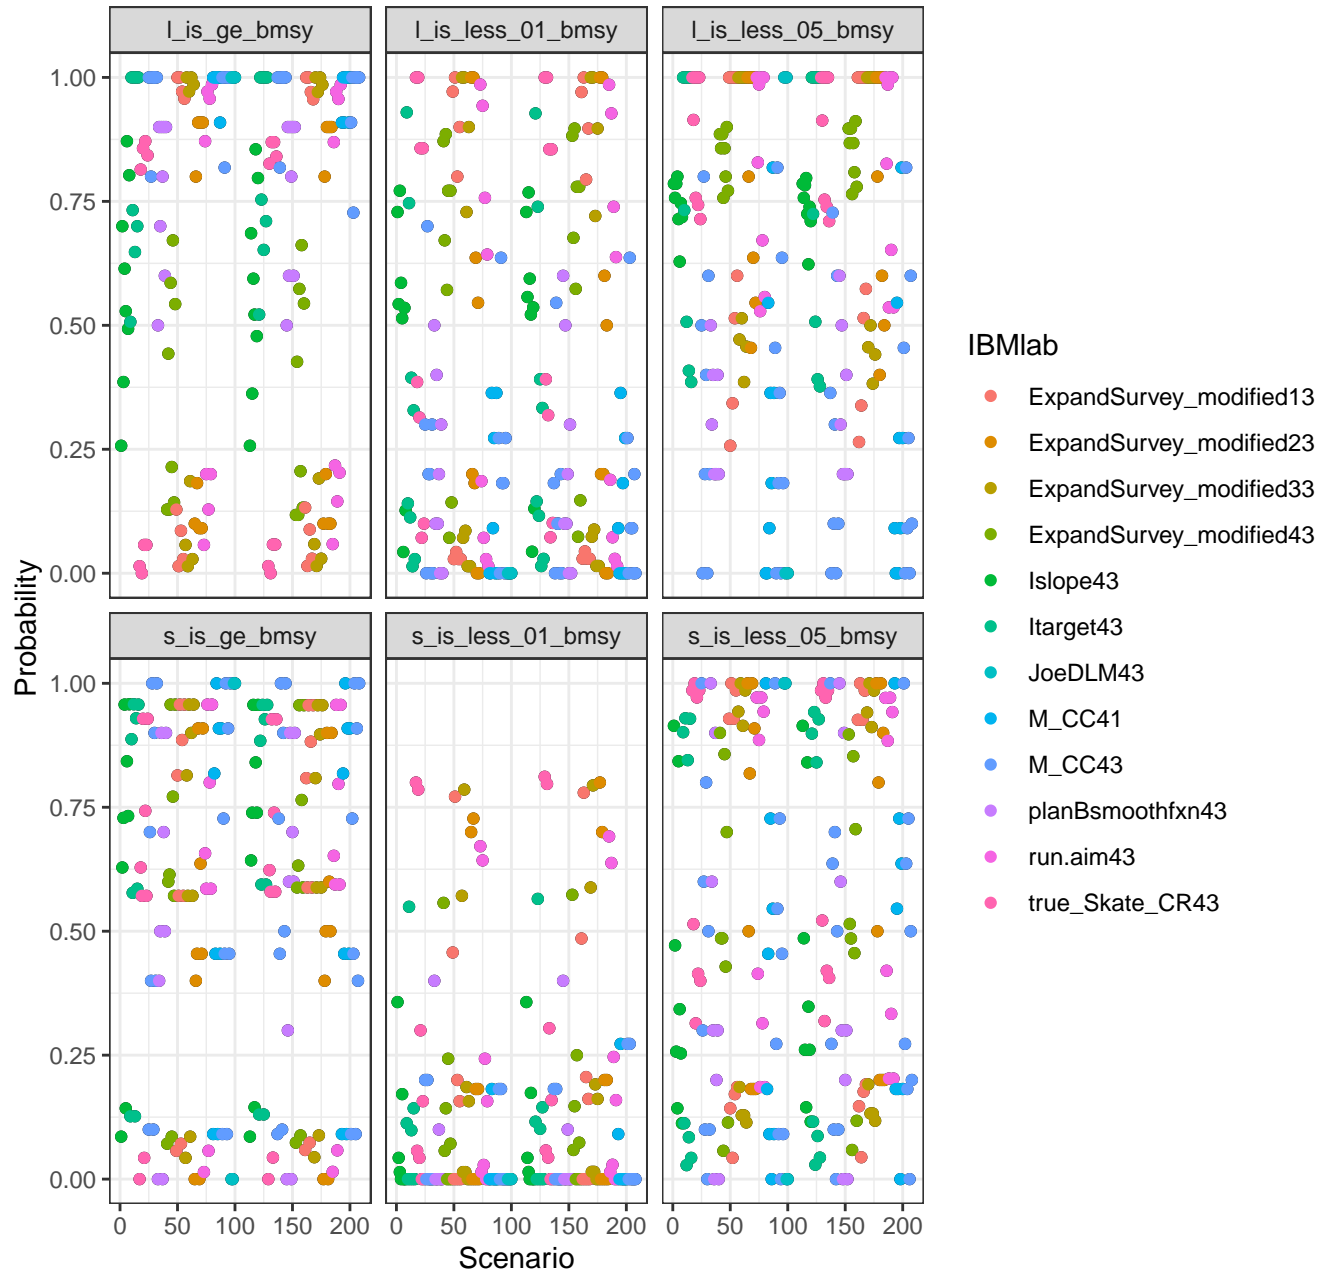 l_is_ge_bmsy
l_is_less_01_bmsy
l_is_less_05_bmsy
1.00
0.75
0.50
0.25
0.00
s_is_ge_bmsy
s_is_less_01_bmsy
s_is_less_05_bmsy
1.00
0.75
0.50
0.25
0.00
0 50 100 150 200
0 50 100 150 200
0 50 100 150 200
Probability
Scenario
IBMlab
ExpandSurvey_modified13
ExpandSurvey_modified23
ExpandSurvey_modified33
ExpandSurvey_modified43
Islope43
Itarget43
JoeDLM43
M_CC41
M_CC43
planBsmoothfxn43
run.aim43
true_Skate_CR43